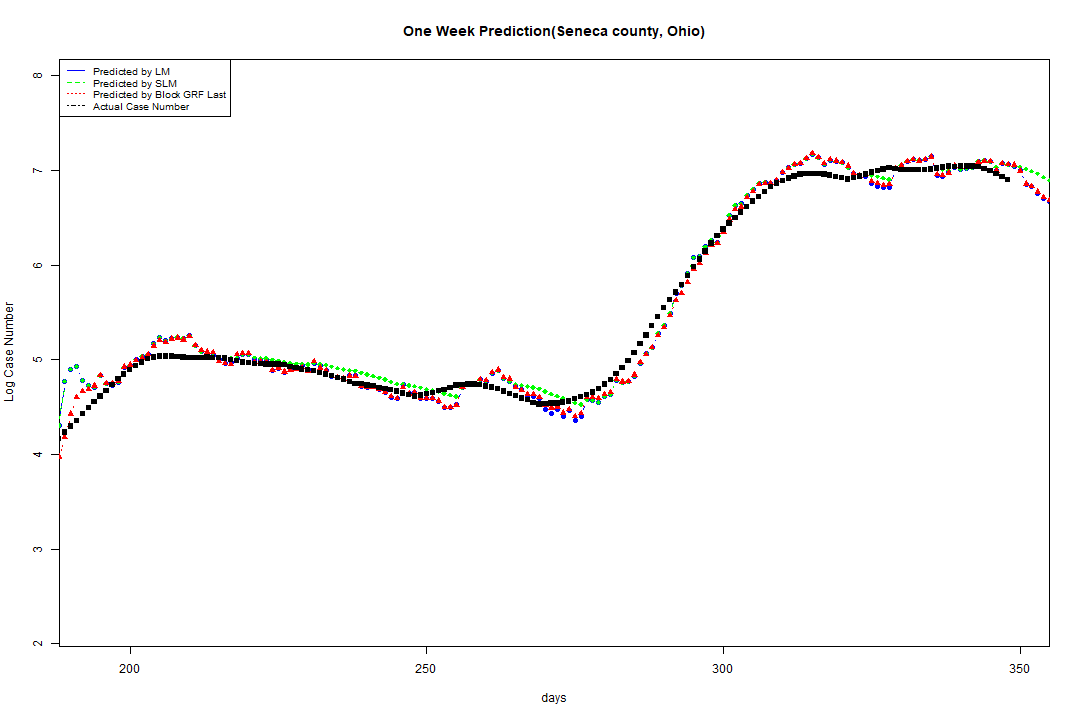 One Week Prediction(Seneca county, Ohio)
Predicted by LM
Predicted by SLM
Predicted by Block GRF Last
Actual Case Number
8
7
6
5
4
3
2
Log Case Number
200
250
300
350
days